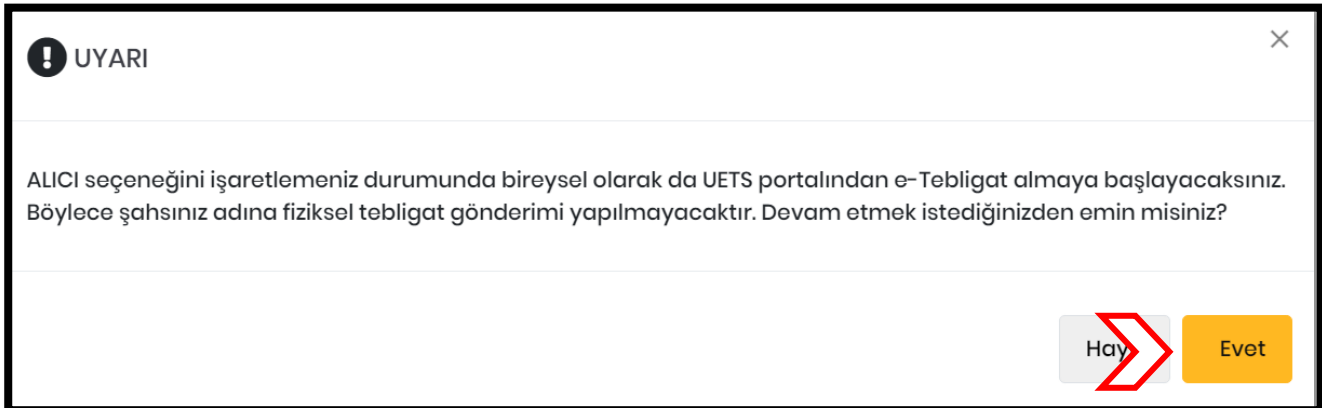 UYARI
ALICI seçeneğini işaretlemeniz durumunda bireysel olarak da UETS portalından e-Tebligat almaya başlayacaksınız.
Böylece şahsınız adına fiziksel tebligat gönderimi yapılmayacaktır. Devam etmek istediğinizden emin misiniz?
Evet